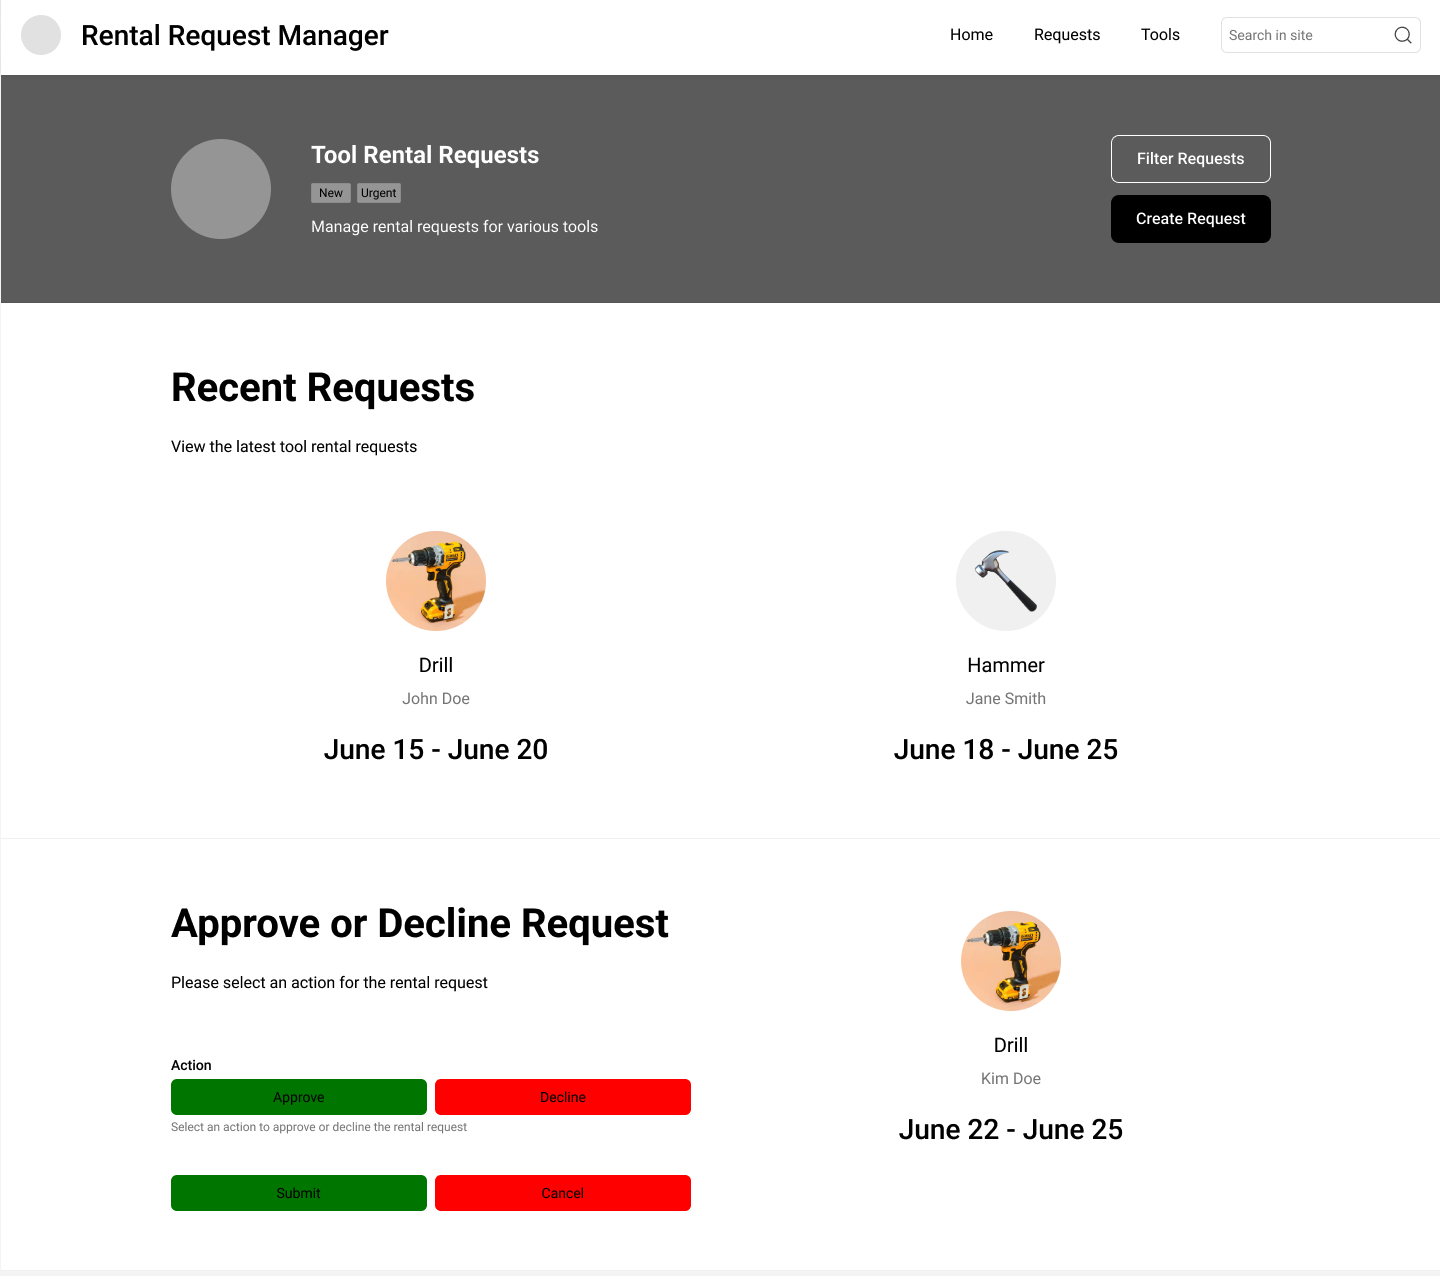 Rental Request Manager
Home
Requests
Tools
Search in site
Tool Rental Requests
New
Urgent
Manage rental requests for various tools
Filter Requests
Create Request
Recent Requests
View the latest tool rental requests
Drill
John Doe
June 15 - June 20
Hammer
Jane Smith
June 18 - June 25
Approve or Decline Request
Please select an action for the rental request
Action
Approve
Decline
Select an action to approve or decline the rental request
Submit
Cancel
Drill
Kim Doe
June 22 - June 25